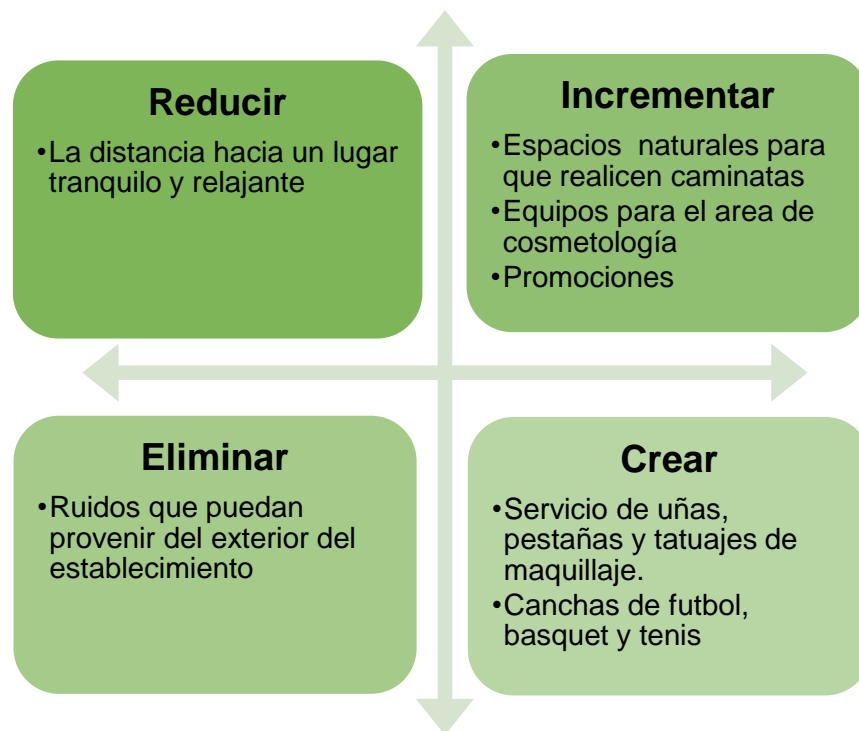 Reducir
•La distancia hacia un lugar
tranquilo y relajante
Incrementar
•Espacios naturales para
que realicen caminatas
•Equipos para el area de
cosmetología
•Promociones
Eliminar
•Ruidos que puedan
provenir del exterior del
establecimiento
Crear
•Servicio de uñas,
pestañas y tatuajes de
maquillaje.
•Canchas de futbol,
basquet y tenis